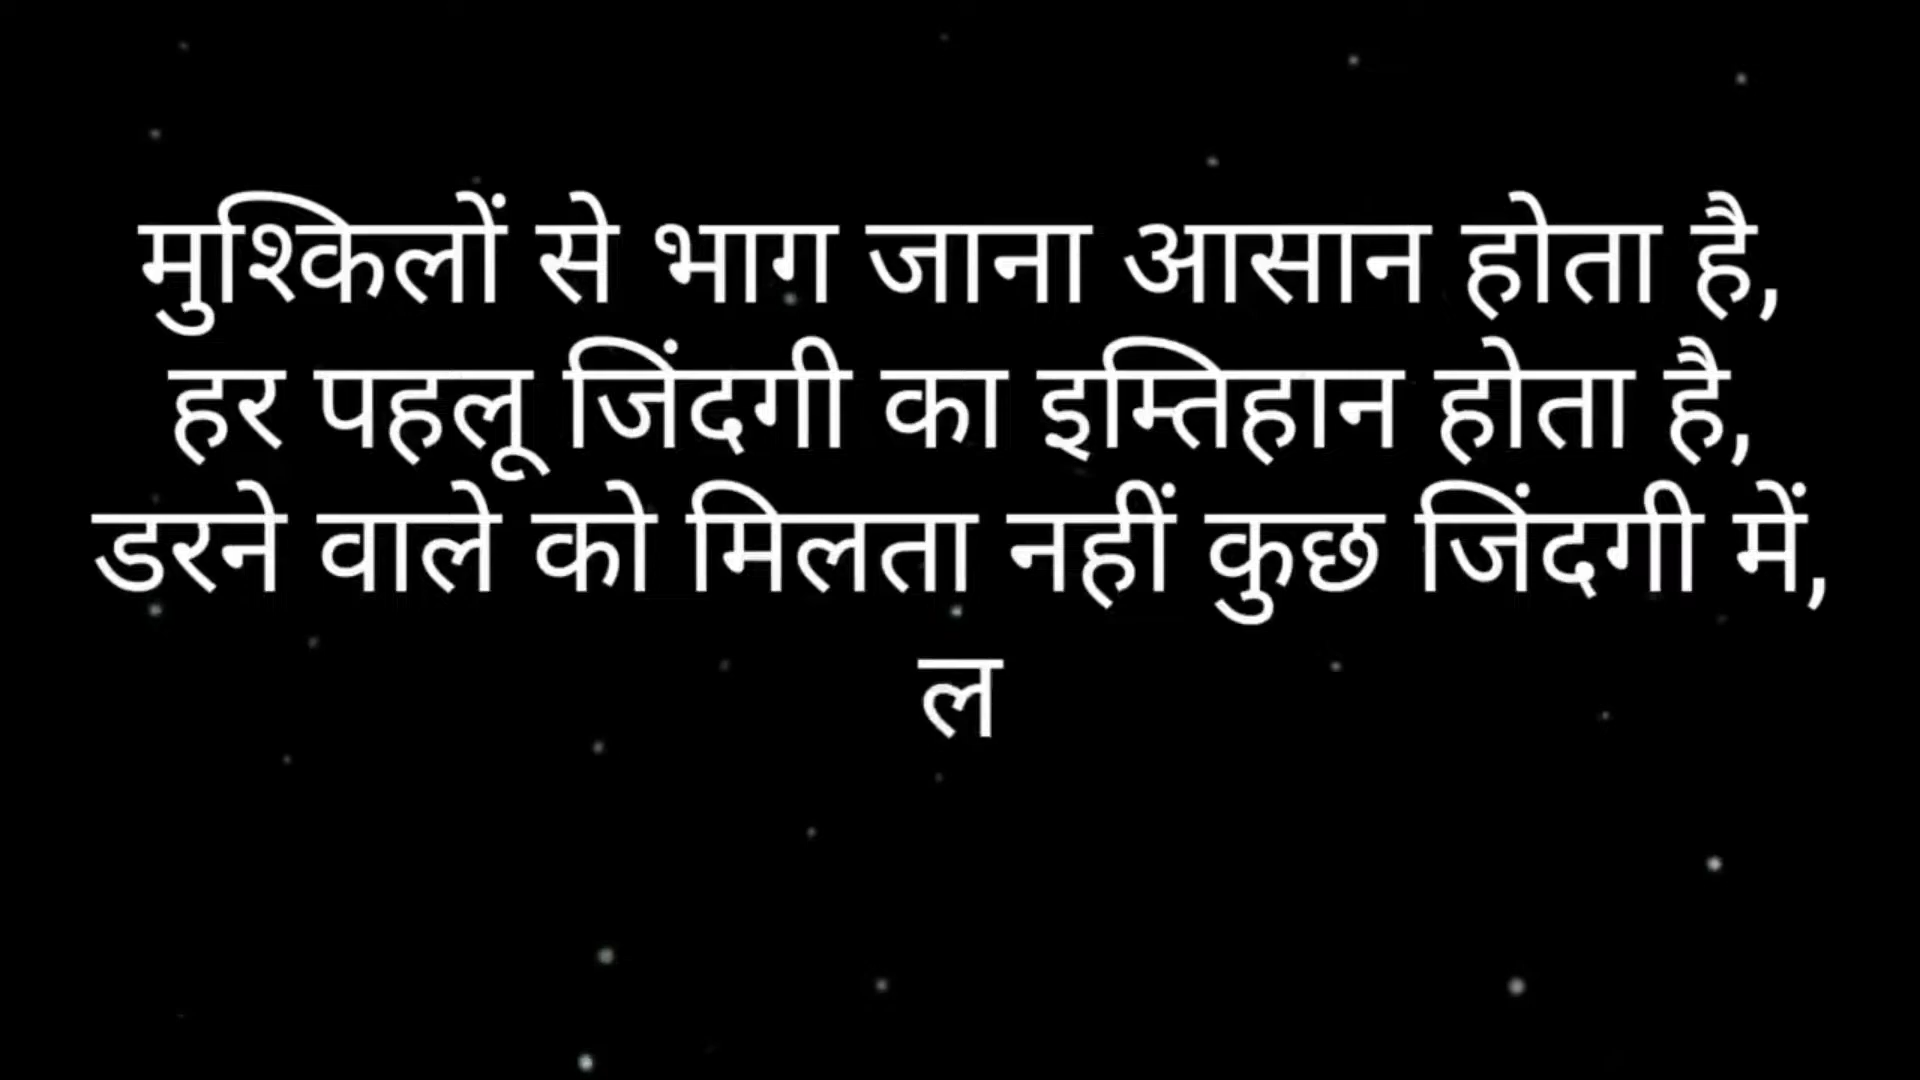 मुश्किलों से भाग जाना आसान होता है,
हर पहलू जिंदगी का इम्तिहान होता है,
डरने वाले को मिलता नहीं कुछ जिंदगी में,
ल